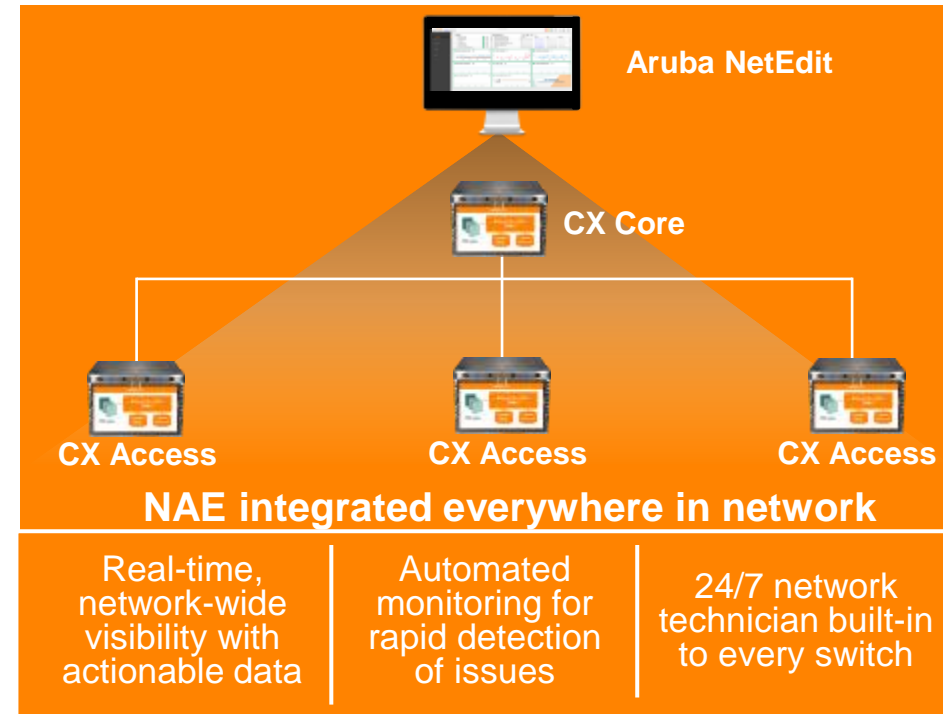 Aruba NetEdit
CX Core
CX Access
CX Access
CX Access
NAE integrated everywhere in network
Real-time,
network-wide
visibility with
actionable data
Automated
monitoring for
rapid detection
of issues
24/7 network
technician built-in
to every switch